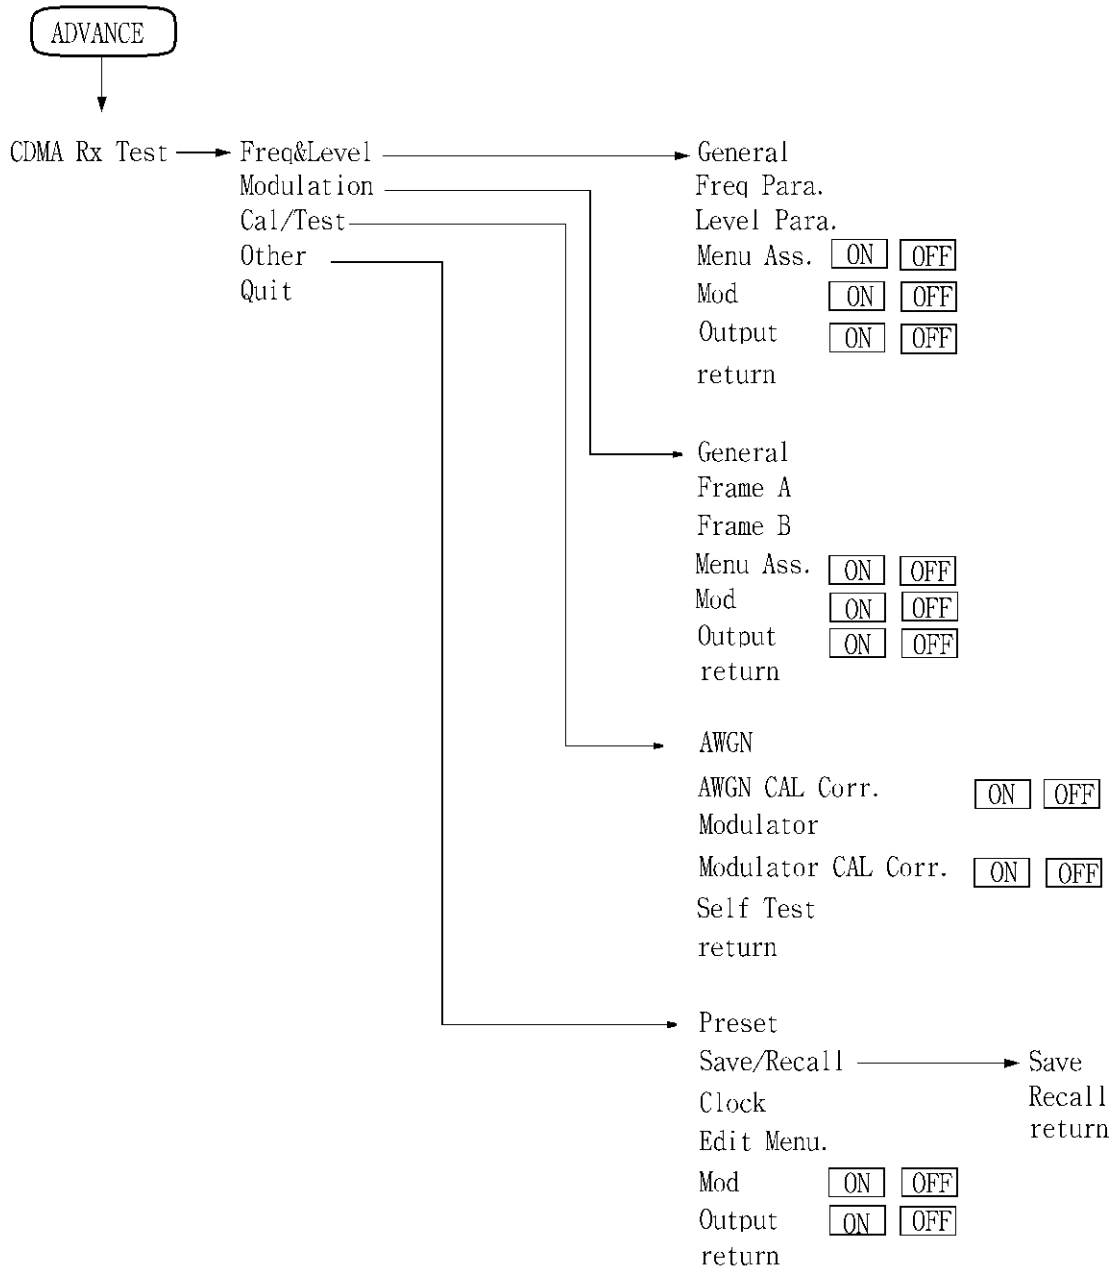 ADVANCE
CDMA Rx Test
Freq&Level
Modulation
Cal/Test
Other
Quit
General
Freq Para.
Level Para.
Menu Ass. ON OFF
Mod ON OFF
Output ON OFF
return
General
Frame A
Frame B
Menu Ass. ON OFF
Mod ON OFF
Output ON OFF
return
AWGN
AWGN CAL Corr. ON OFF
Modulator
Modulator CAL Corr. ON OFF
Self Test
return
Preset
Save/Recall
Clock
Edit Menu.
Mod ON OFF
Output ON OFF
return
Save
Recall
return